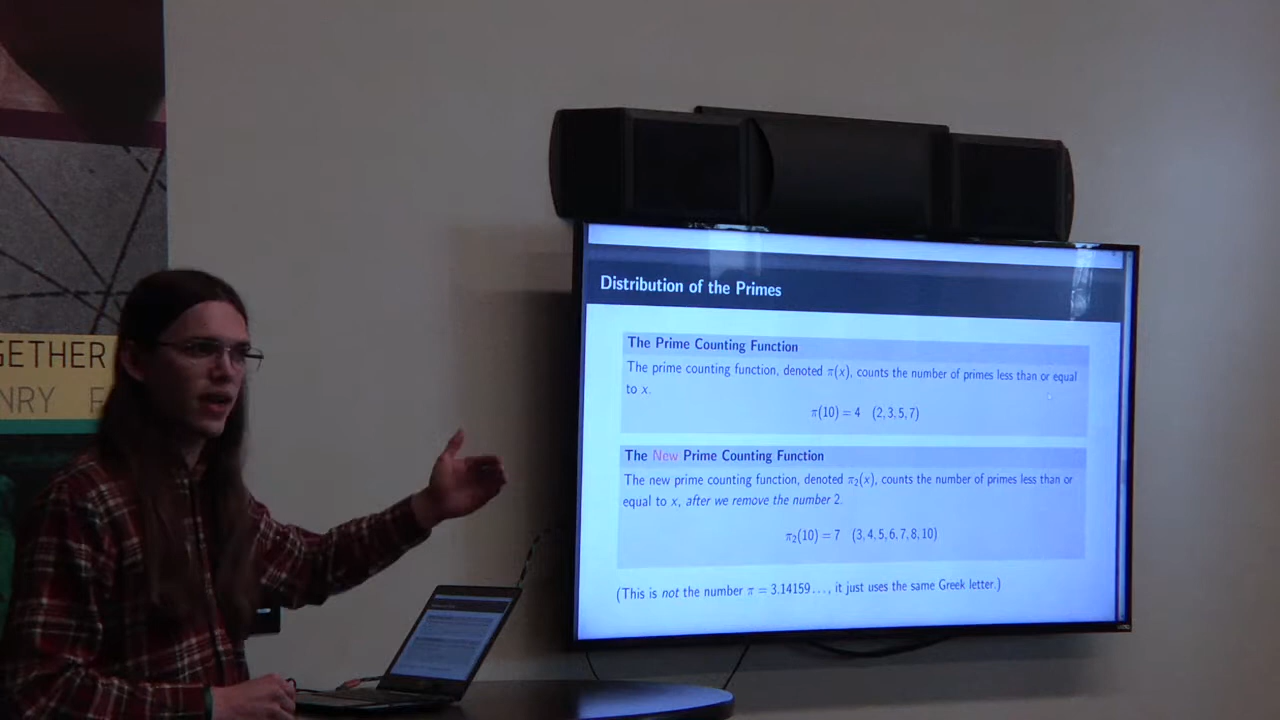 GETHER
NRY F
Distribution of the Primes
The Prime Counting Function
The prime counting function, denoted π(x), counts the number of primes less than or equal
to x.
π(10) = 4 (2, 3, 5, 7)
The New Prime Counting Function
The new prime counting function, denoted π₂(x), counts the number of primes less than or
equal to x, after we remove the number 2.
π₂(10) = 7 (3, 4, 5, 6, 7, 8, 10)
(This is not the number π = 3.14159..., it just uses the same Greek letter.)